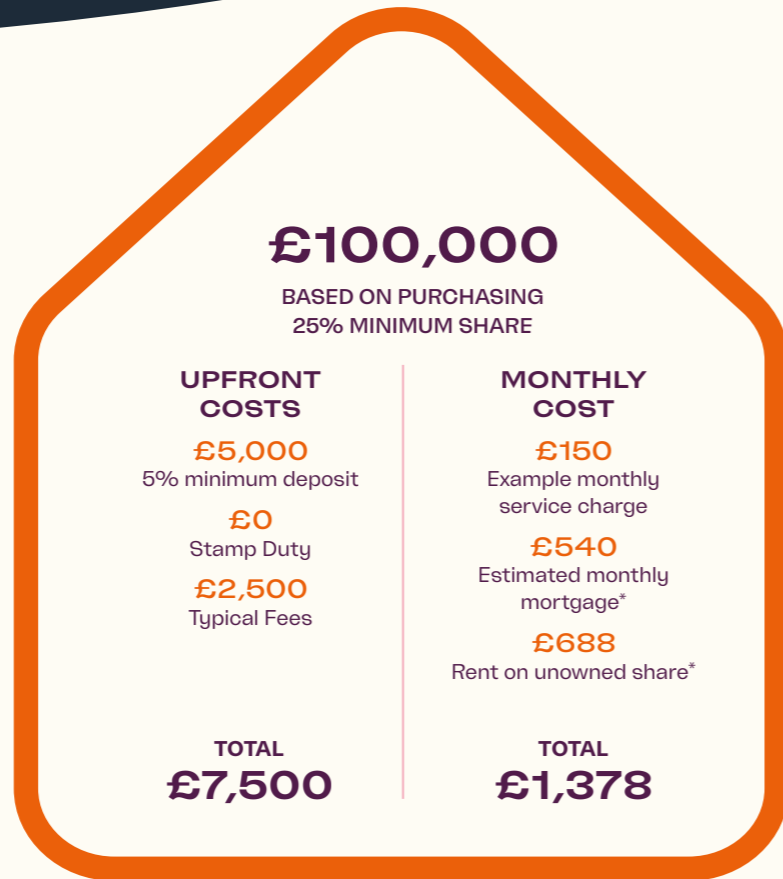 £100,000
BASED ON PURCHASING
25% MINIMUM SHARE
UPFRONT
COSTS
£5,000
5% minimum deposit
£0
Stamp Duty
£2,500
Typical Fees
TOTAL
£7,500
MONTHLY
COST
£150
Example monthly
service charge
£540
Estimated monthly
mortgage*
£688
Rent on unowned share*
TOTAL
£1,378